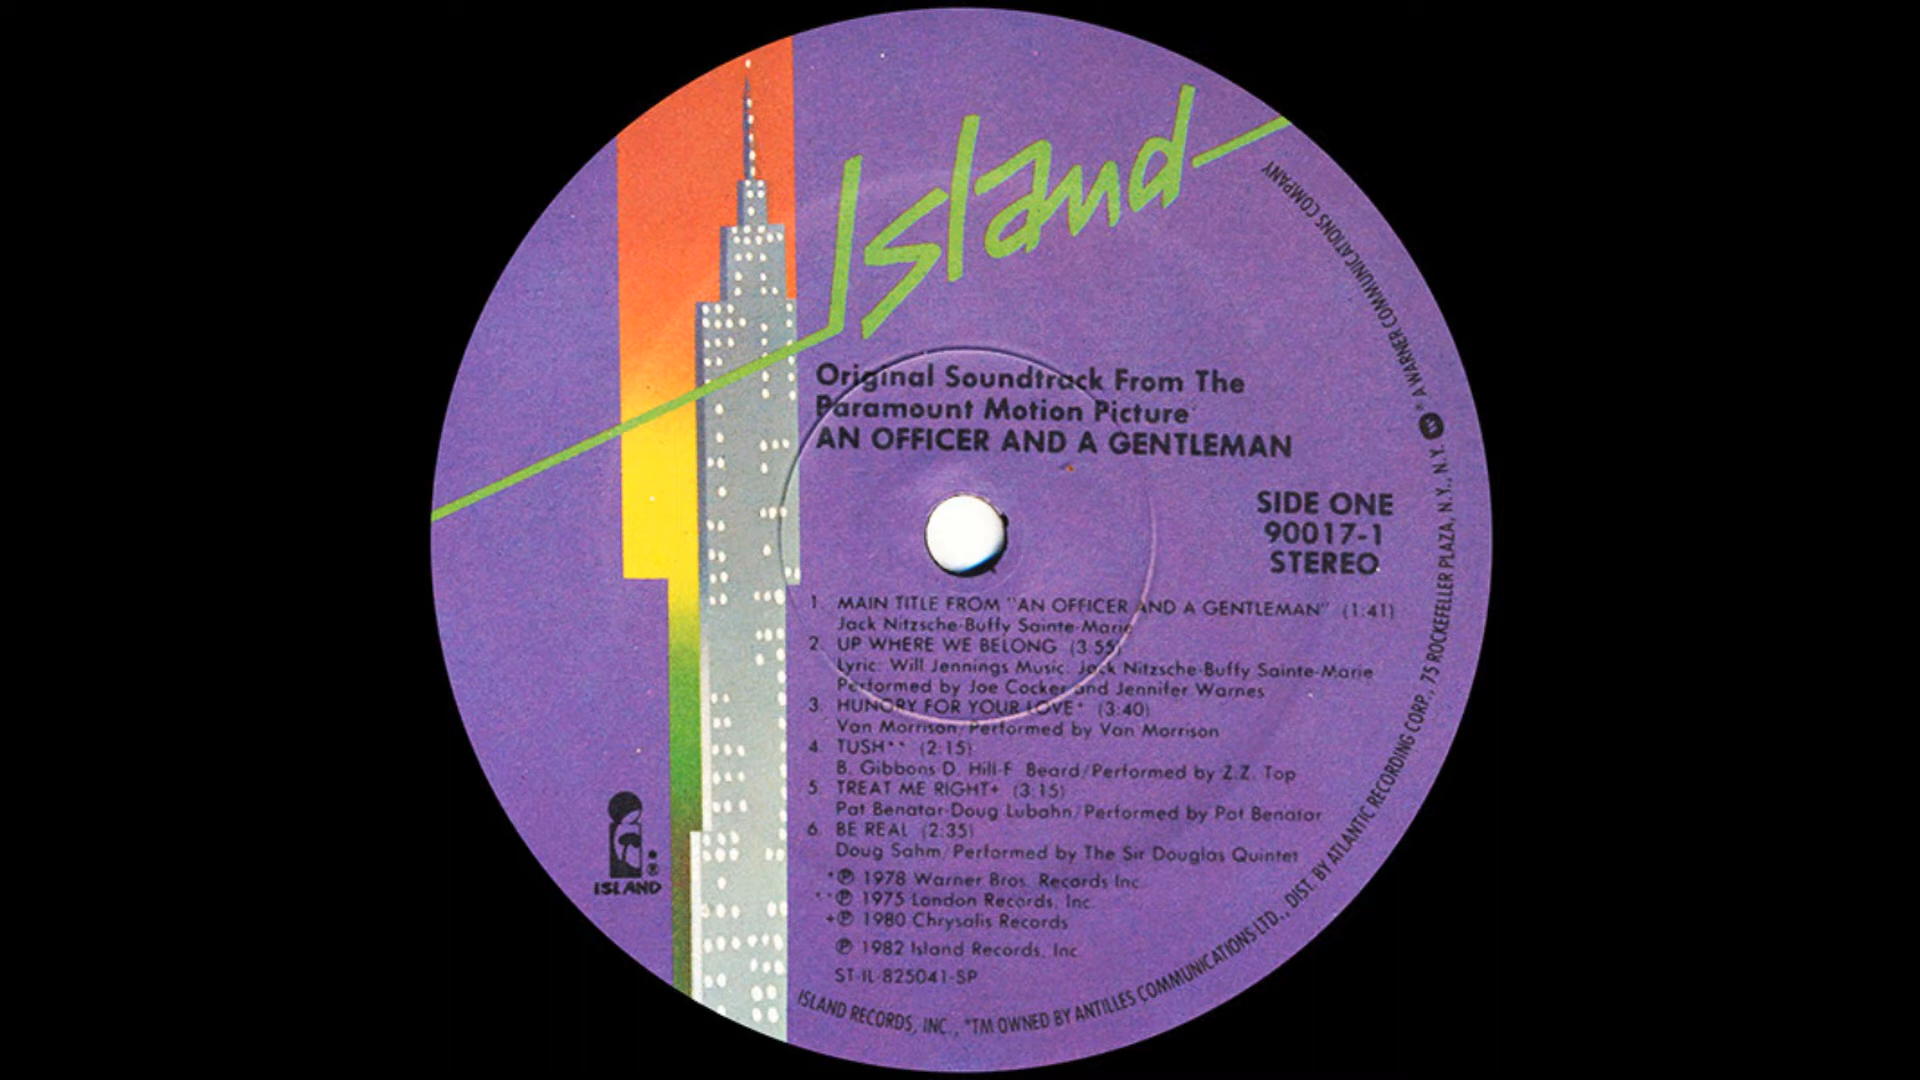 Island
Original Soundtrack From The
Paramount Motion Picture
AN OFFICER AND A GENTLEMAN
SIDE ONE
90017-1
STEREO
1. MAIN TITLE FROM "AN OFFICER AND A GENTLEMAN" (1:41)
Jack Nitzsche-Buffy Sainte-Marie
2. UP WHERE WE BELONG (3:55)
Lyric: Will Jennings Music: Jack Nitzsche-Buffy Sainte-Marie
Performed by Joe Cocker and Jennifer Warnes
3. HUNGRY FOR YOUR LOVE* (3:40)
Van Morrison/Performed by Van Morrison
4. TUSH** (2:15)
B. Gibbons-D. Hill-F. Beard/Performed by Z.Z. Top
5. TREAT ME RIGHT+ (3:15)
Pat Benatar-Doug Lubahn/Performed by Pat Benatar
6. BE REAL (2:35)
Doug Sahm/Performed by The Sir Douglas Quintet
*℗ 1978 Warner Bros. Records Inc.
**℗ 1975 London Records, Inc.
+℗ 1980 Chrysalis Records
℗ 1982 Island Records, Inc.
ST-IL-825041-SP
ISLAND
ISLAND RECORDS, INC., *TM OWNED BY ANTILLES COMMUNICATIONS LTD., DIST. BY ATLANTIC RECORDING CORP., 75 ROCKEFELLER PLAZA, N.Y., N.Y. W * A WARNER COMMUNICATIONS COMPANY